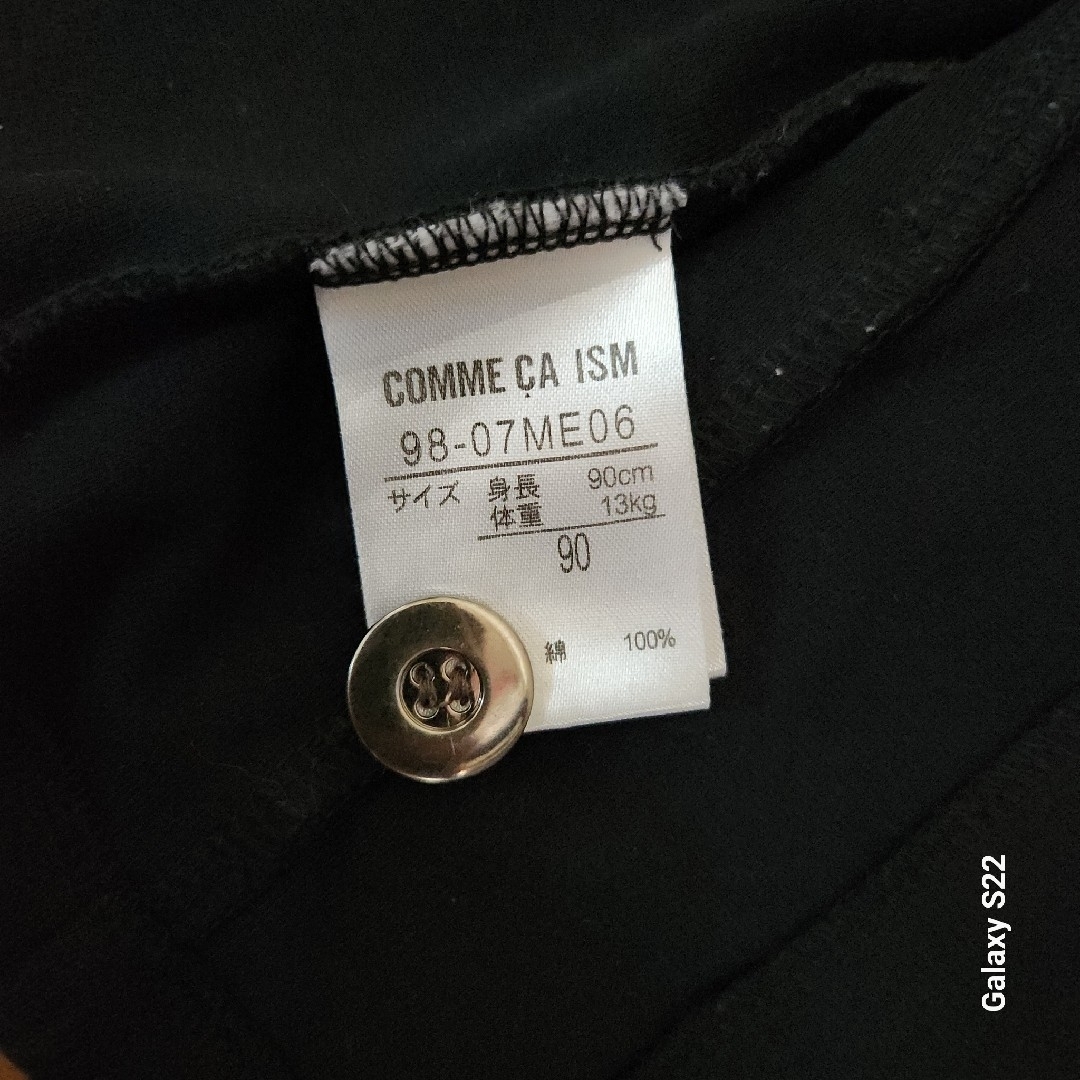 COMME ÇA ISM
98-07ME06
サイズ 身長 90cm
体重 13kg
90
綿 100%
Galaxy S22